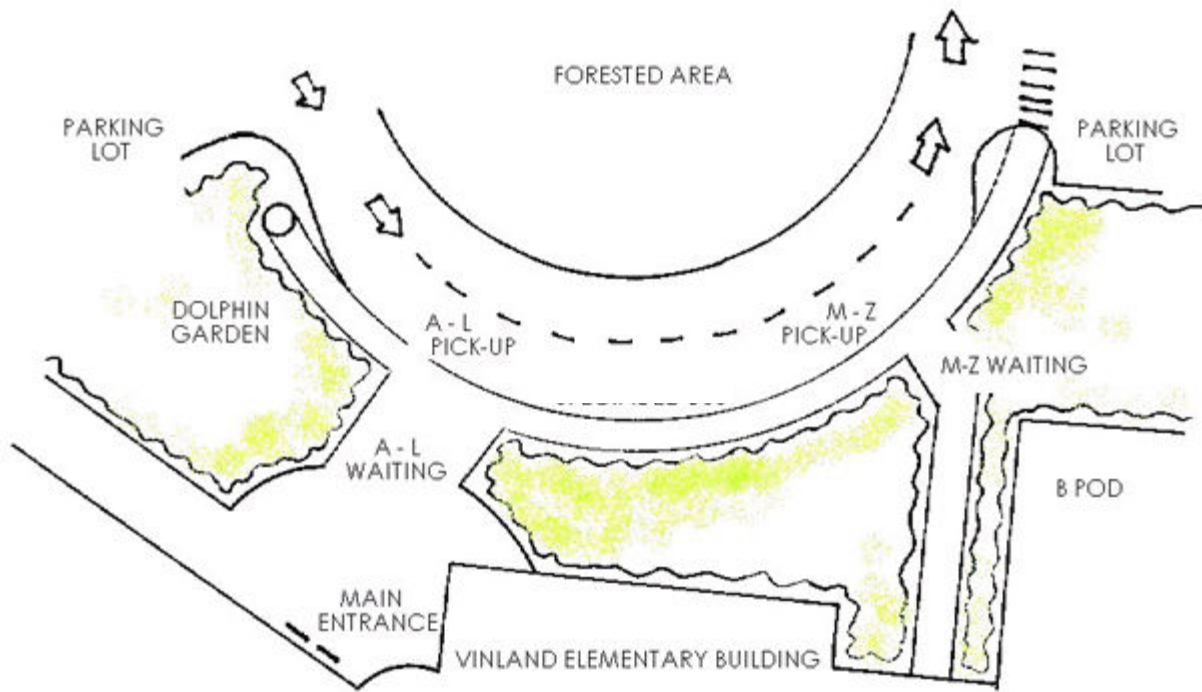 FORESTED AREA
PARKING
LOT
PARKING
LOT
DOLPHIN
GARDEN
A - L
PICK-UP
M - Z
PICK-UP
M-Z WAITING
A - L
WAITING
B POD
MAIN
ENTRANCE
VINLAND ELEMENTARY BUILDING